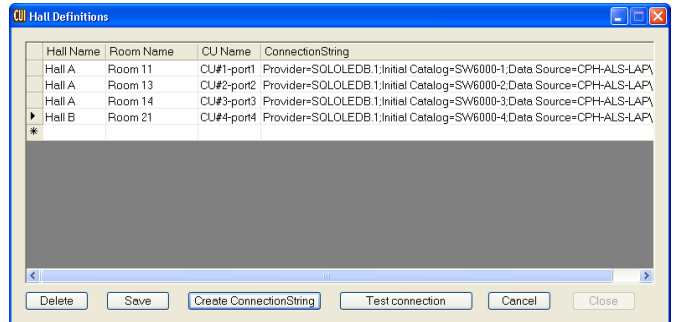 CUI Hall Definitions
Hall Name Room Name CU Name ConnectionString
Hall A Room 11 CU#1-port1 Provider=SQLOLEDB.1;Initial Catalog=SW6000-1;Data Source=CPH-ALS-LAP\
Hall A Room 13 CU#2-port2 Provider=SQLOLEDB.1;Initial Catalog=SW6000-2;Data Source=CPH-ALS-LAP\
Hall A Room 14 CU#3-port3 Provider=SQLOLEDB.1;Initial Catalog=SW6000-3;Data Source=CPH-ALS-LAP\
Hall B Room 21 CU#4-port4 Provider=SQLOLEDB.1;Initial Catalog=SW6000-4;Data Source=CPH-ALS-LAP\
Delete Save Create ConnectionString Test connection Cancel Close